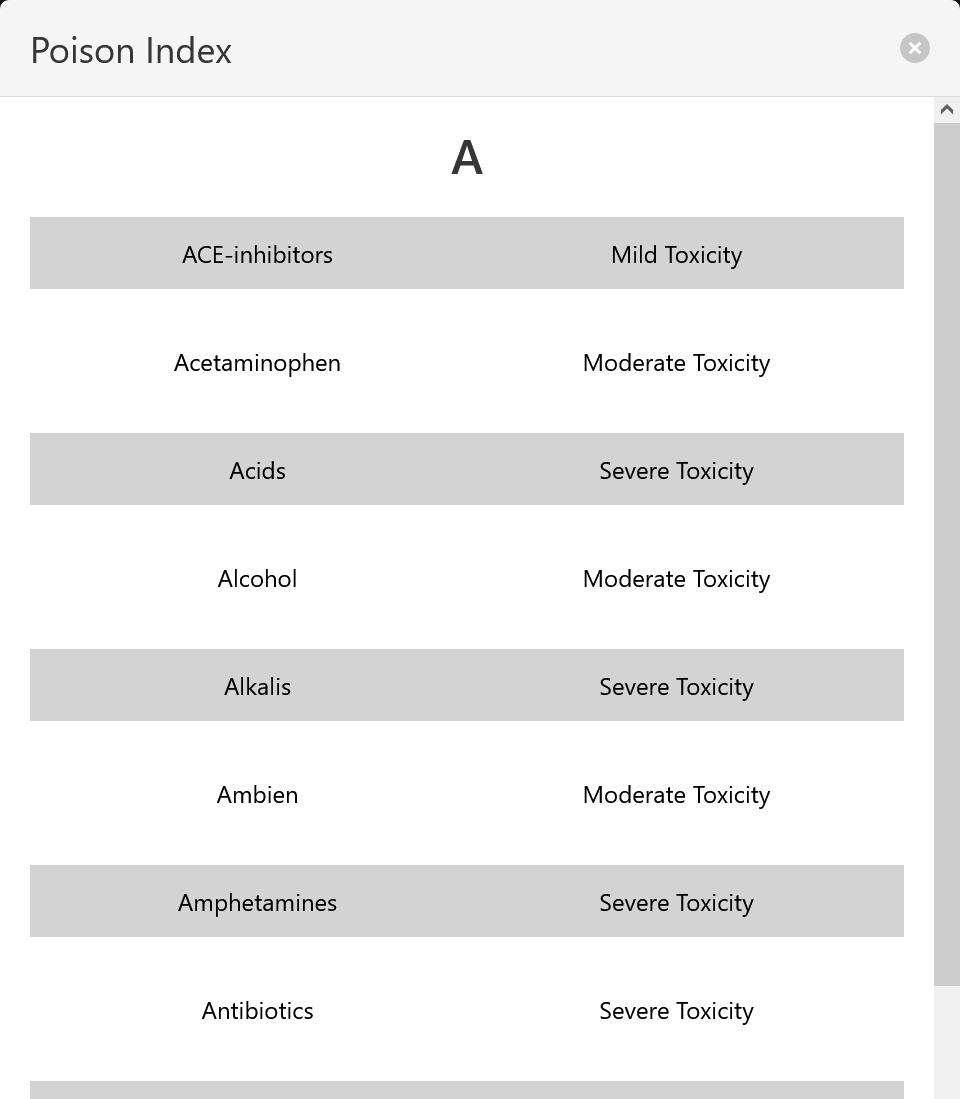 Poison Index
A
ACE-inhibitors Mild Toxicity
Acetaminophen Moderate Toxicity
Acids Severe Toxicity
Alcohol Moderate Toxicity
Alkalis Severe Toxicity
Ambien Moderate Toxicity
Amphetamines Severe Toxicity
Antibiotics Severe Toxicity